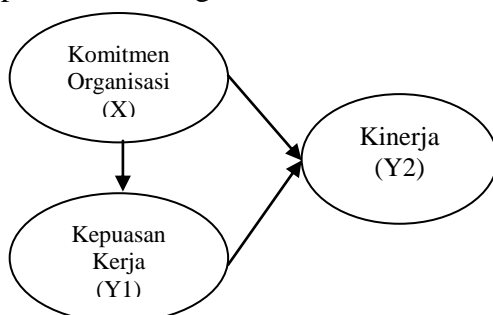 Komitmen
Organisasi
(X)
Kinerja
(Y2)
Kepuasan
Kerja
(Y1)